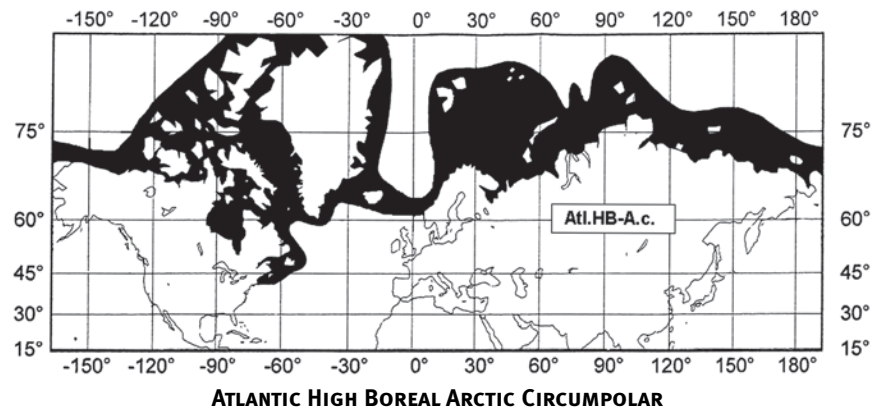 -150° -120° -90° -60° -30° 0° 30° 60° 90° 120° 150° 180°
75° 75°
60° Atl.HB-A.c. 60°
45° 45°
30° 30°
15° 15°
-150° -120° -90° -60° -30° 0° 30° 60° 90° 120° 150° 180°
ATLANTIC HIGH BOREAL ARCTIC CIRCUMPOLAR